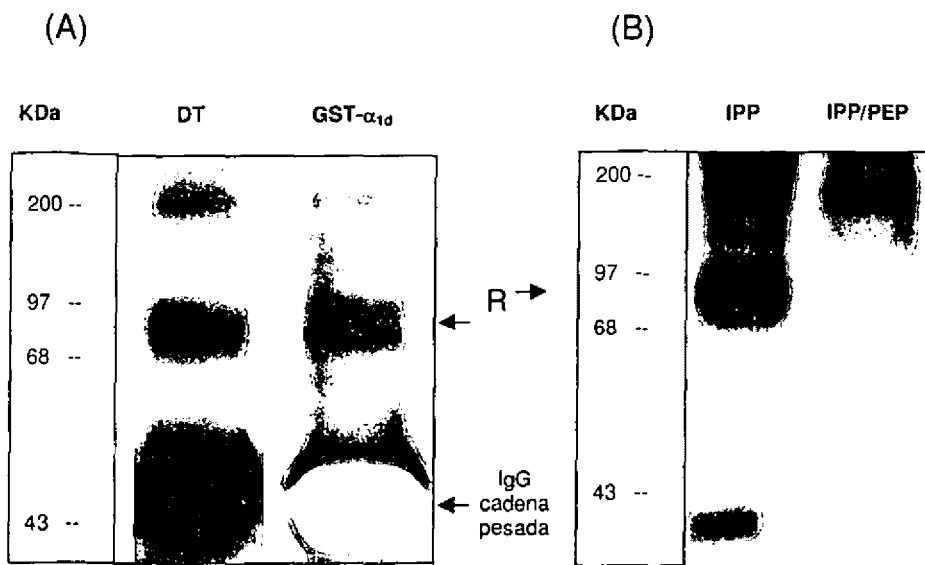 (A)
(B)
KDa DT GST-α1d
KDa IPP IPP/PEP
200 --
97 --
68 --
43 --
R
IgG
cadena
pesada
200 --
97 --
68 --
43 --